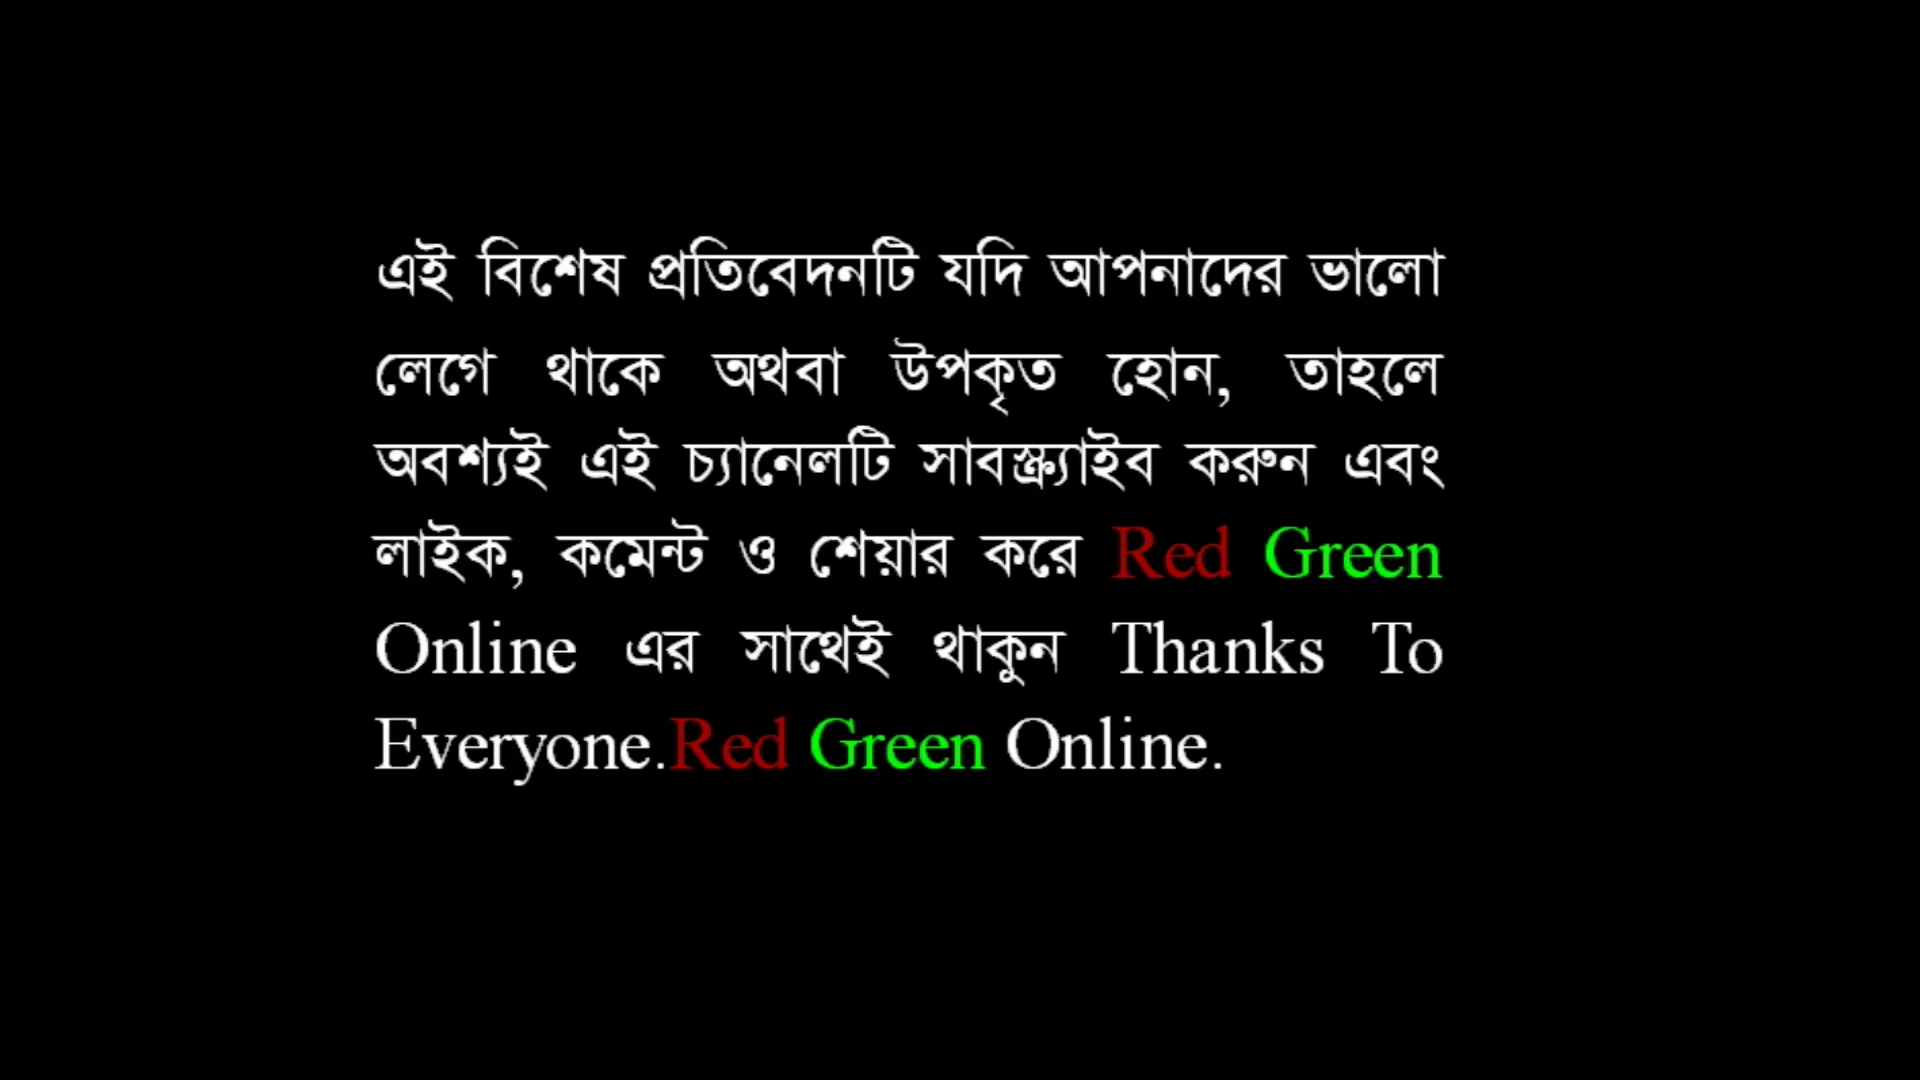 এই বিশেষ প্রতিবেদনটি যদি আপনাদের ভালো
লেগে থাকে অথবা উপকৃত হোন, তাহলে
অবশ্যই এই চ্যানেলটি সাবস্ক্র্যাইব করুন এবং
লাইক, কমেন্ট ও শেয়ার করে Red Green
Online এর সাথেই থাকুন Thanks To
Everyone.Red Green Online.